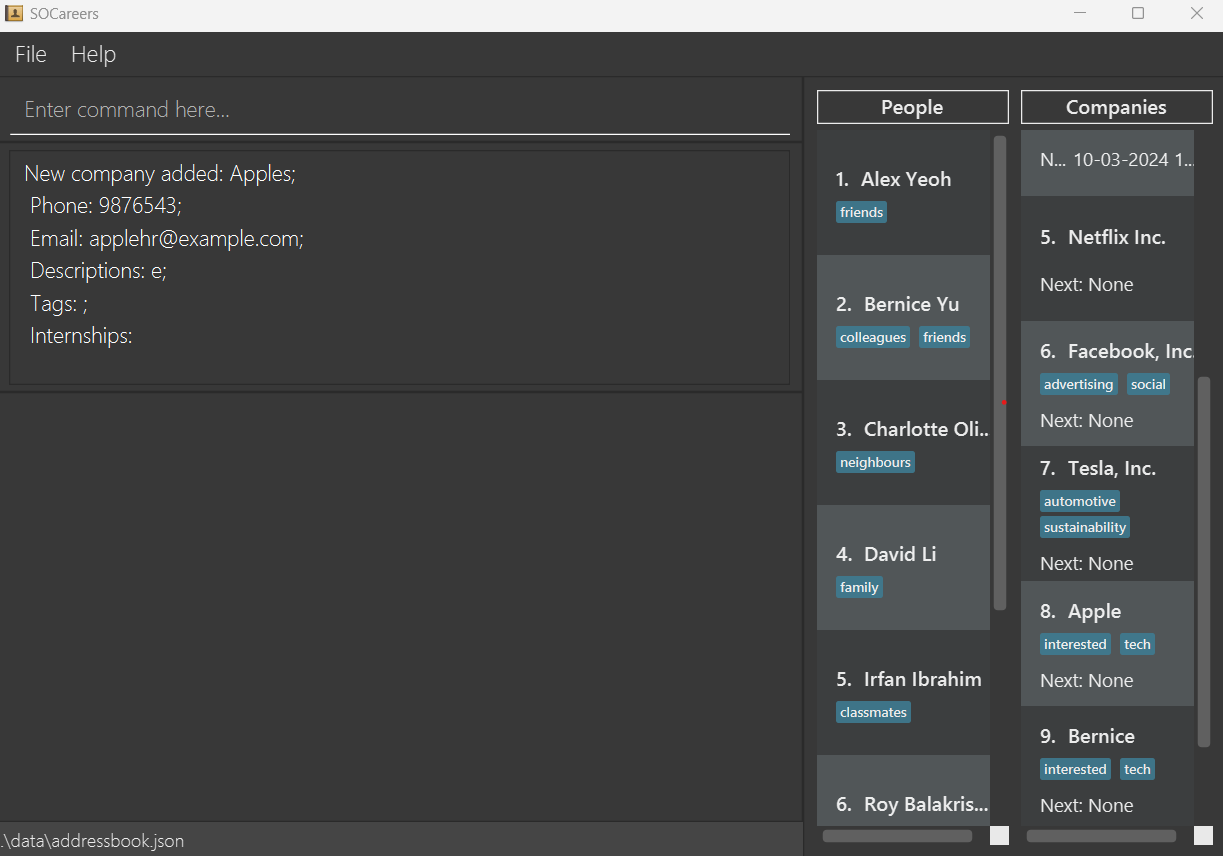 SOCareers
File Help
Enter command here...
New company added: Apples;
Phone: 9876543;
Email: applehr@example.com;
Descriptions: e;
Tags: ;
Internships:
.\data\addressbook.json
People
1. Alex Yeoh
friends
2. Bernice Yu
colleagues friends
3. Charlotte Oli..
neighbours
4. David Li
family
5. Irfan Ibrahim
classmates
6. Roy Balakris...
Companies
N... 10-03-2024 1...
5. Netflix Inc.
Next: None
6. Facebook, Inc.
advertising social
Next: None
7. Tesla, Inc.
automotive
sustainability
Next: None
8. Apple
interested tech
Next: None
9. Bernice
interested tech
Next: None